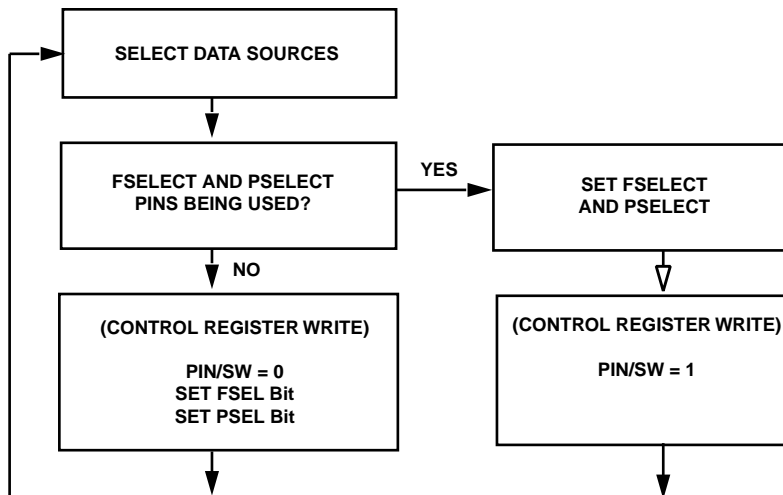 SELECT DATA SOURCES
FSELECT AND PSELECT
PINS BEING USED?
YES
SET FSELECT
AND PSELECT
NO
(CONTROL REGISTER WRITE)
PIN/SW = 0
SET FSEL Bit
SET PSEL Bit
(CONTROL REGISTER WRITE)
PIN/SW = 1